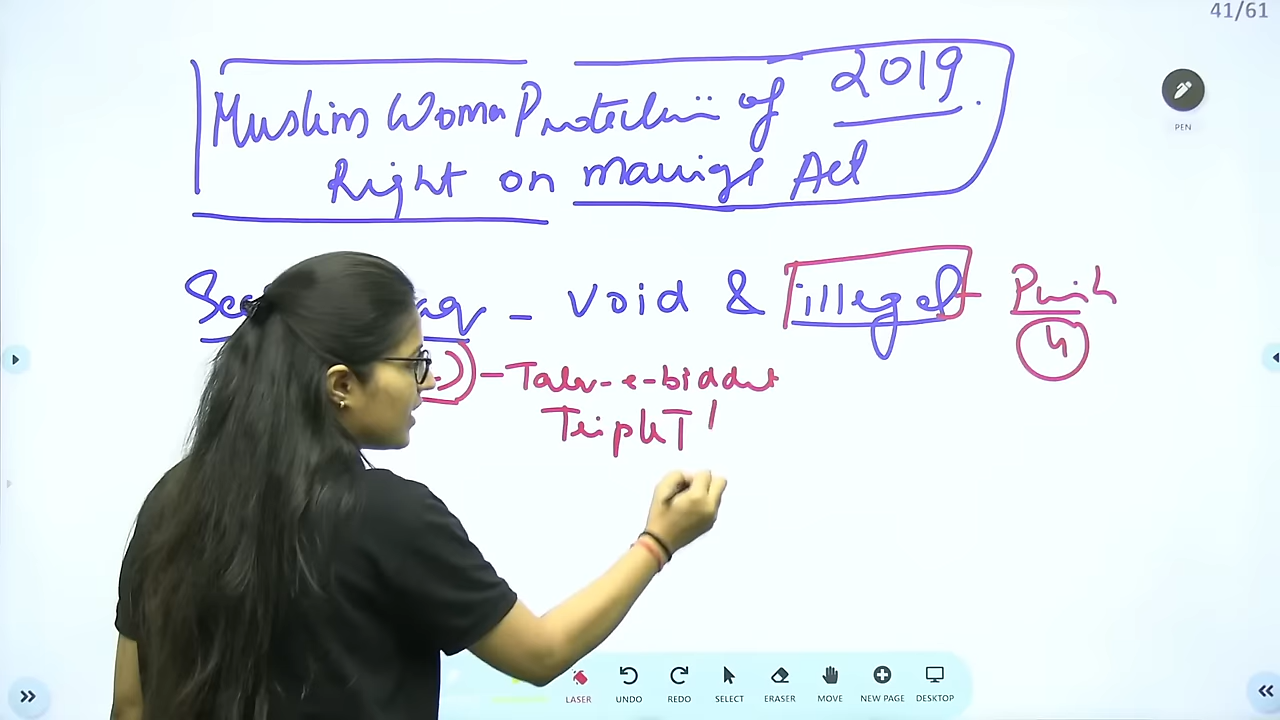 41/61
Muslim Woman Protection of 2019.
Right on Marriage Act
PEN
– void & illegal – Punish
4
– Talaq-e-biddat
Triple T
LASER UNDO REDO SELECT ERASER MOVE NEW PAGE DESKTOP